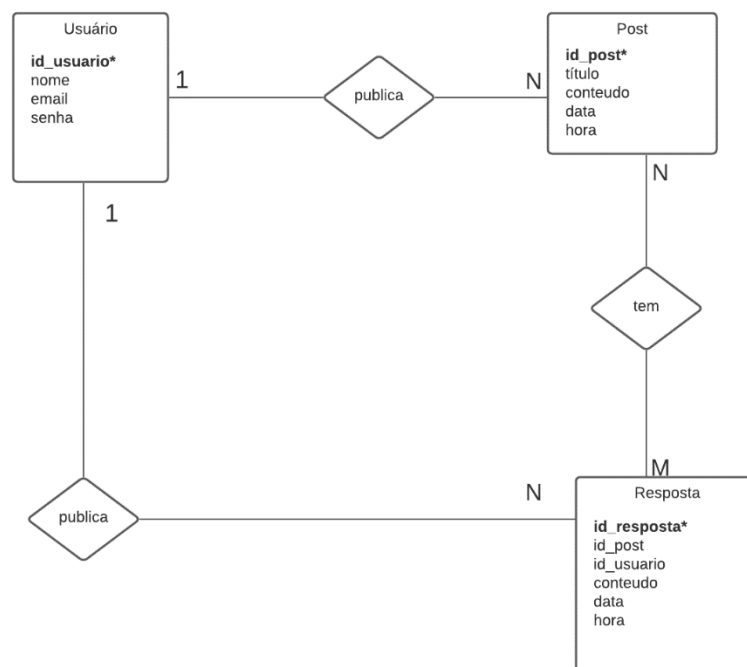 Usuário
id_usuario*
nome
email
senha
1
publica
N
Post
id_post*
título
conteudo
data
hora
1
N
tem
M
publica
N
Resposta
id_resposta*
id_post
id_usuario
conteudo
data
hora